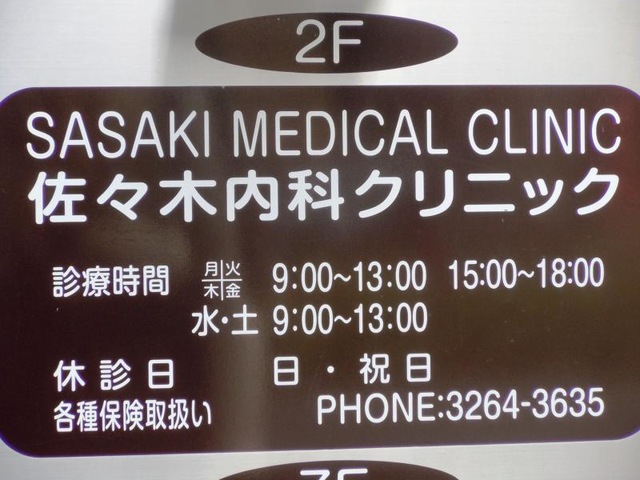 2F
SASAKI MEDICAL CLINIC
佐々木内科クリニック
診療時間 月火木金 9:00~13:00 15:00~18:00
水・土 9:00~13:00
休診日 日・祝日
各種保険取扱い PHONE:3264-3635